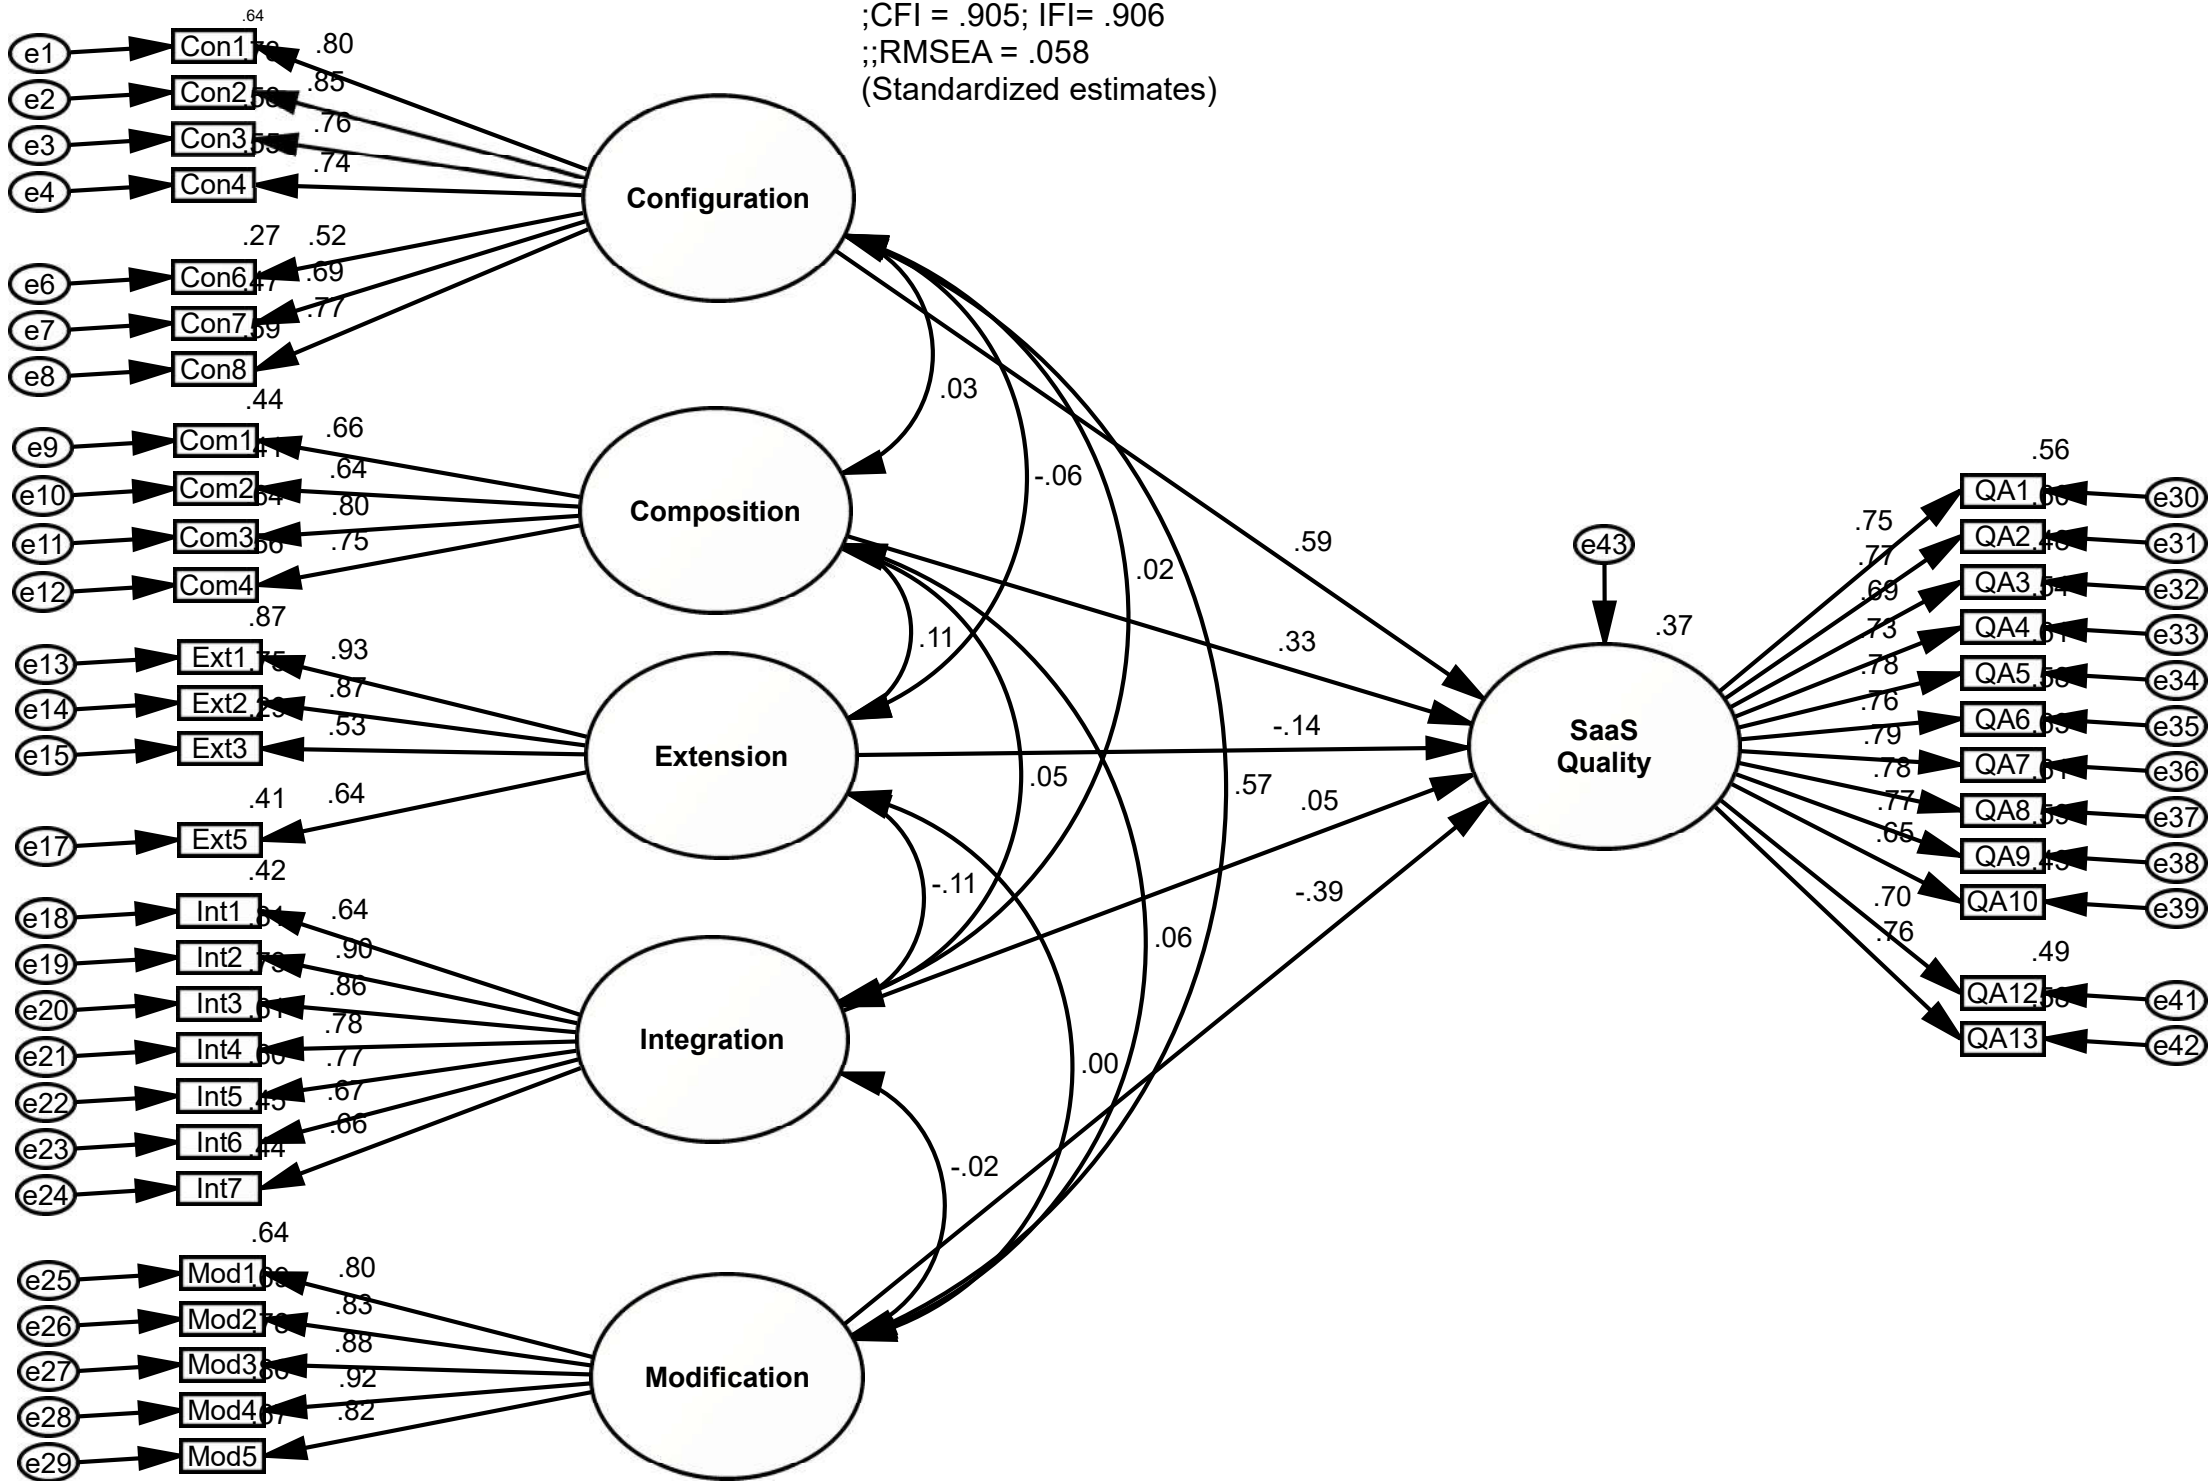 ;CFI = .905; IFI= .906
;;RMSEA = .058
(Standardized estimates)
.64
e1 Con1 .80
e2 Con2 .85
e3 Con3 .76
e4 Con4 .74
Configuration
.27 .52
e6 Con6 .69
.47
e7 Con7 .77
.59
e8 Con8
.03
.44
e9 Com1 .66
e10 Com2 .64
e11 Com3 .80
e12 Com4 .75
Composition
-.06
.02
.59
.33
.11
.87
e13 Ext1 .93
e14 Ext2 .87
e15 Ext3 .53
.41 .64
e17 Ext5
Extension
-.14
.05
.57
.05
-.39
-.11
.06
.42
e18 Int1 .64
e19 Int2 .90
e20 Int3 .86
e21 Int4 .78
e22 Int5 .77
.45
e23 Int6 .67
.44
e24 Int7 .66
Integration
.00
-.02
.64
e25 Mod1 .80
e26 Mod2 .83
e27 Mod3 .88
e28 Mod4 .92
e29 Mod5 .82
Modification
e43
.37
SaaS
Quality
.56
.75 QA1 e30
.77 QA2 e31
.69 QA3 e32
.73 QA4 e33
.78 QA5 e34
.76 QA6 e35
.79 QA7 e36
.78 QA8 e37
.77 QA9 e38
.65 QA10 e39
.49
.70 QA12 e41
.76 QA13 e42